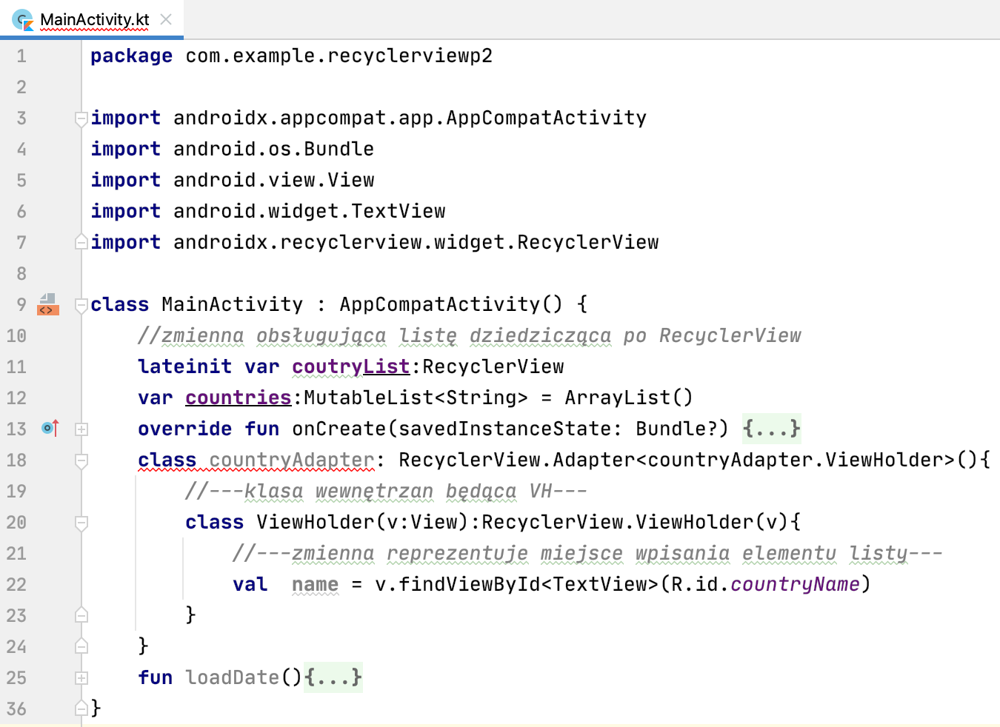 MainActivity.kt
1 package com.example.recyclerviewp2
2
3 import androidx.appcompat.app.AppCompatActivity
4 import android.os.Bundle
5 import android.view.View
6 import android.widget.TextView
7 import androidx.recyclerview.widget.RecyclerView
8
9 class MainActivity : AppCompatActivity() {
10     //zmienna obsługująca listę dziedzicząca po RecyclerView
11     lateinit var coutryList:RecyclerView
12     var countries:MutableList<String> = ArrayList()
13     override fun onCreate(savedInstanceState: Bundle?) {...}
18     class countryAdapter: RecyclerView.Adapter<countryAdapter.ViewHolder>(){
19         //---klasa wewnętrzan będąca VH---
20         class ViewHolder(v:View):RecyclerView.ViewHolder(v){
21             //---zmienna reprezentuje miejsce wpisania elementu listy---
22             val  name = v.findViewById<TextView>(R.id.countryName)
23         }
24     }
25     fun loadDate(){...}
36 }